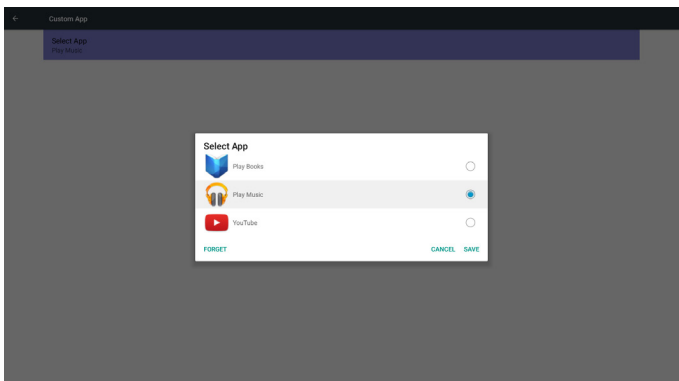 Custom App
Select App
Play Music
Select App
Play Books
Play Music
YouTube
FORGET CANCEL SAVE